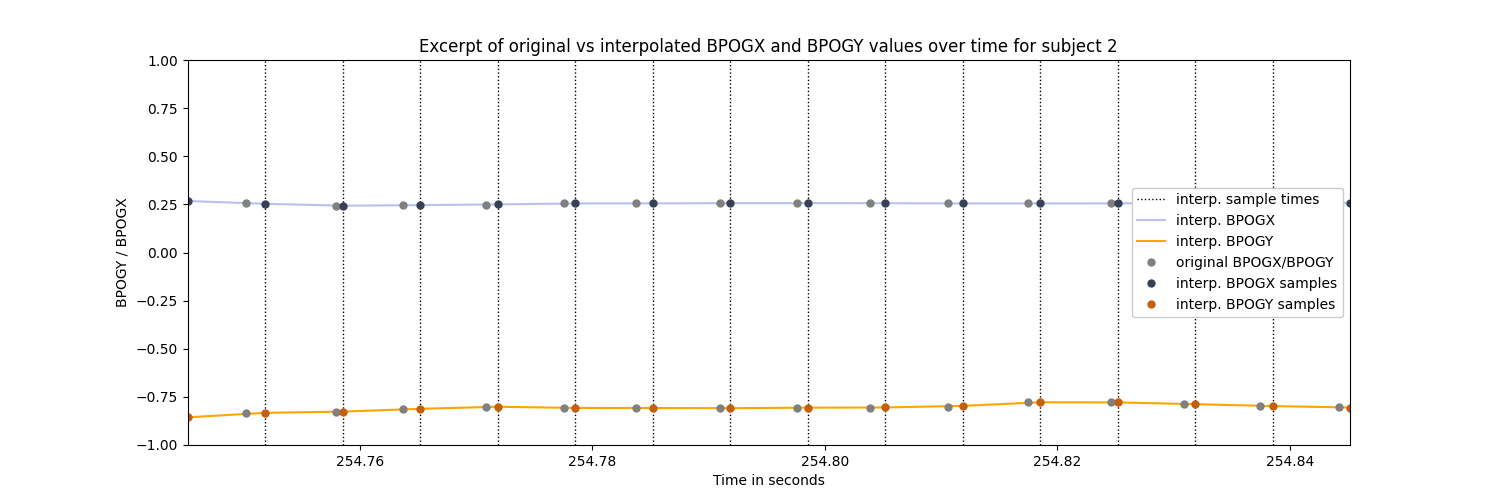 Excerpt of original vs interpolated BPOGX and BPOGY values over time for subject 2
BPOGY / BPOGX
1.00
0.75
0.50
0.25
0.00
−0.25
−0.50
−0.75
−1.00
interp. sample times
interp. BPOGX
interp. BPOGY
original BPOGX/BPOGY
interp. BPOGX samples
interp. BPOGY samples
254.76 254.78 254.80 254.82 254.84
Time in seconds